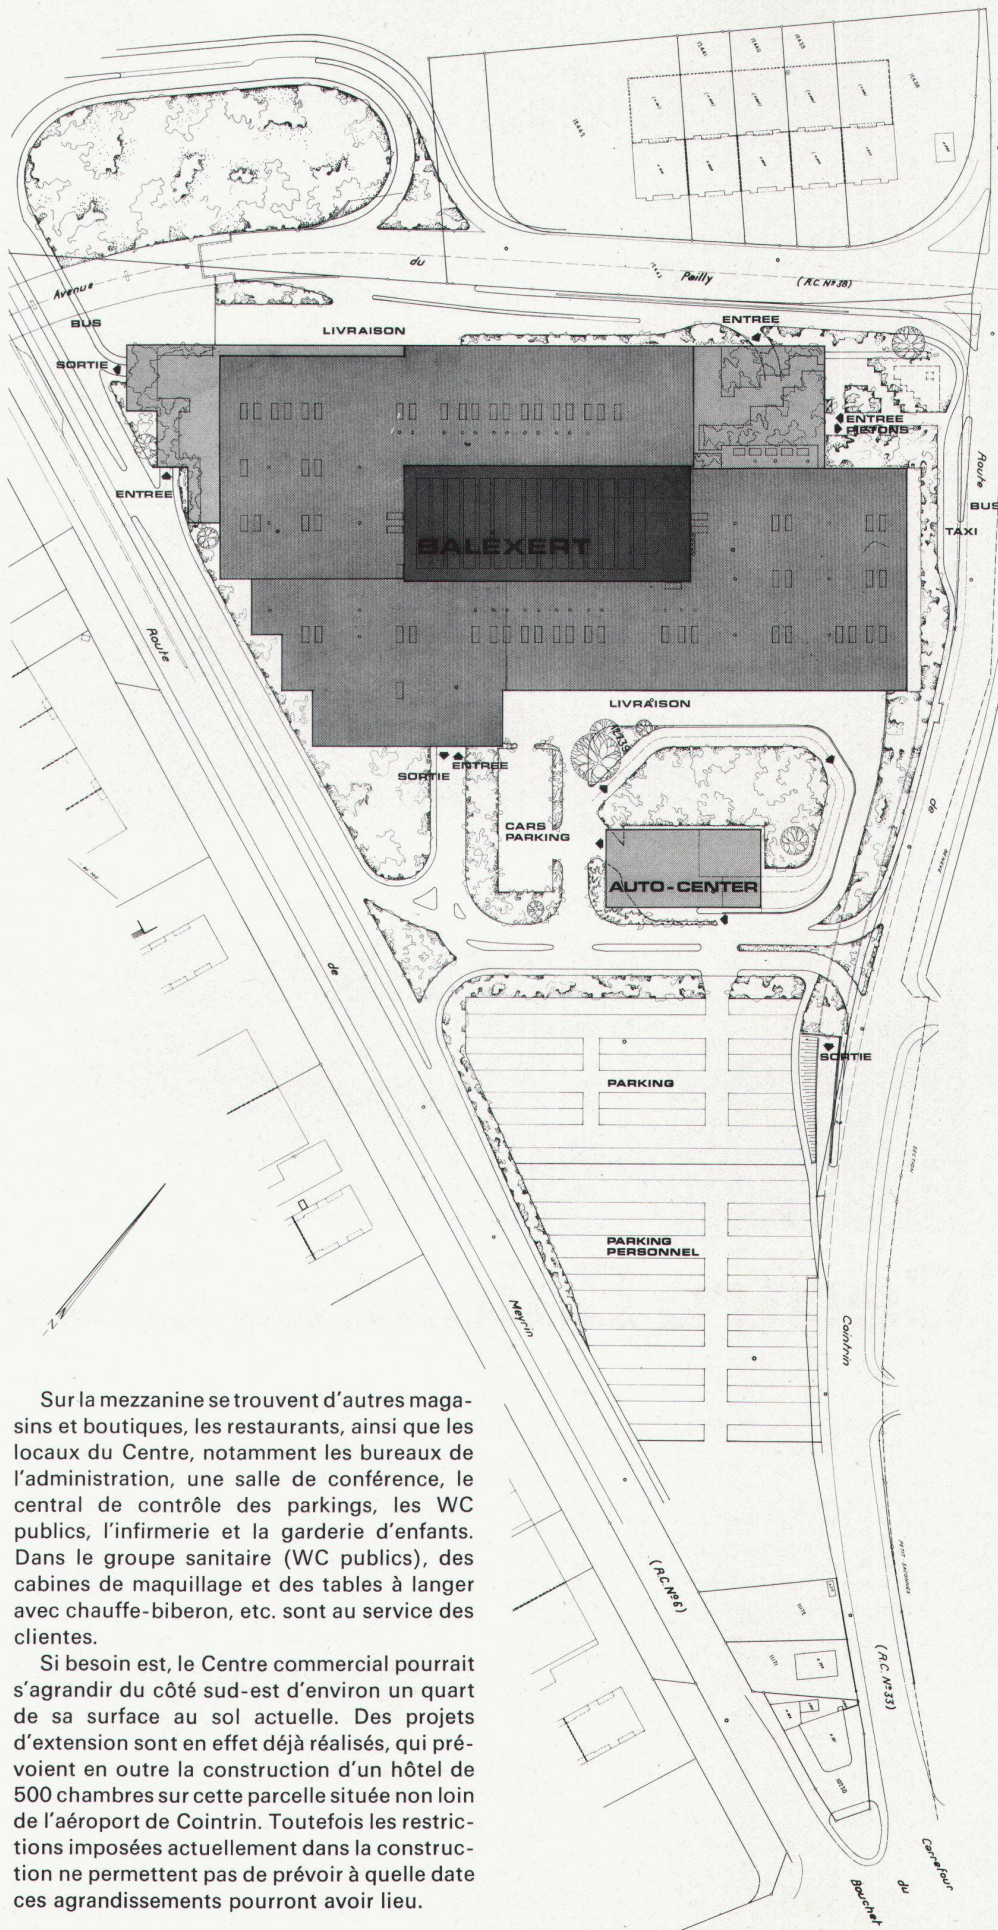 du
Pailly
(R.C. Nº 38)
Avenue
BUS
LIVRAISON
ENTREE
SORTIE
ENTREE
PIETONS
Route
BUS
TAXI
ENTREE
BALÉXERT
Route
LIVRAISON
SORTIE
ENTREE
CARS
PARKING
de
AUTO-CENTER
de
SORTIE
PARKING
SECTION
PARKING
PERSONNEL
N
Meyrin
Cointrin
Sur la mezzanine se trouvent d'autres maga-
sins et boutiques, les restaurants, ainsi que les
locaux du Centre, notamment les bureaux de
l'administration, une salle de conférence, le
central de contrôle des parkings, les WC
publics, l'infirmerie et la garderie d'enfants.
Dans le groupe sanitaire (WC publics), des
cabines de maquillage et des tables à langer
avec chauffe-biberon, etc. sont au service des
clientes.
Si besoin est, le Centre commercial pourrait
s'agrandir du côté sud-est d'environ un quart
de sa surface au sol actuelle. Des projets
d'extension sont en effet déjà réalisés, qui pré-
voient en outre la construction d'un hôtel de
500 chambres sur cette parcelle située non loin
de l'aéroport de Cointrin. Toutefois les restric-
tions imposées actuellement dans la construc-
tion ne permettent pas de prévoir à quelle date
ces agrandissements pourront avoir lieu.
(R.C. Nº 6)
PETIT-SACONNEX
(R.C. Nº 33)
Carrefour
du
Bouchet